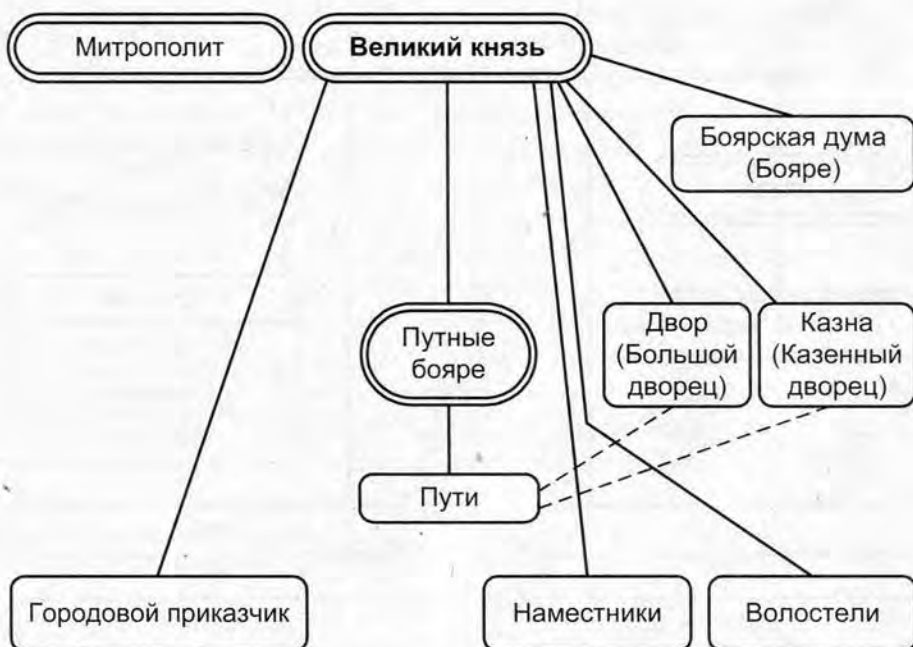 Митрополит
Великий князь
Боярская дума
(Бояре)
Путные
бояре
Двор
(Большой
дворец)
Казна
(Казенный
дворец)
Пути
Городовой приказчик
Наместники
Волостели